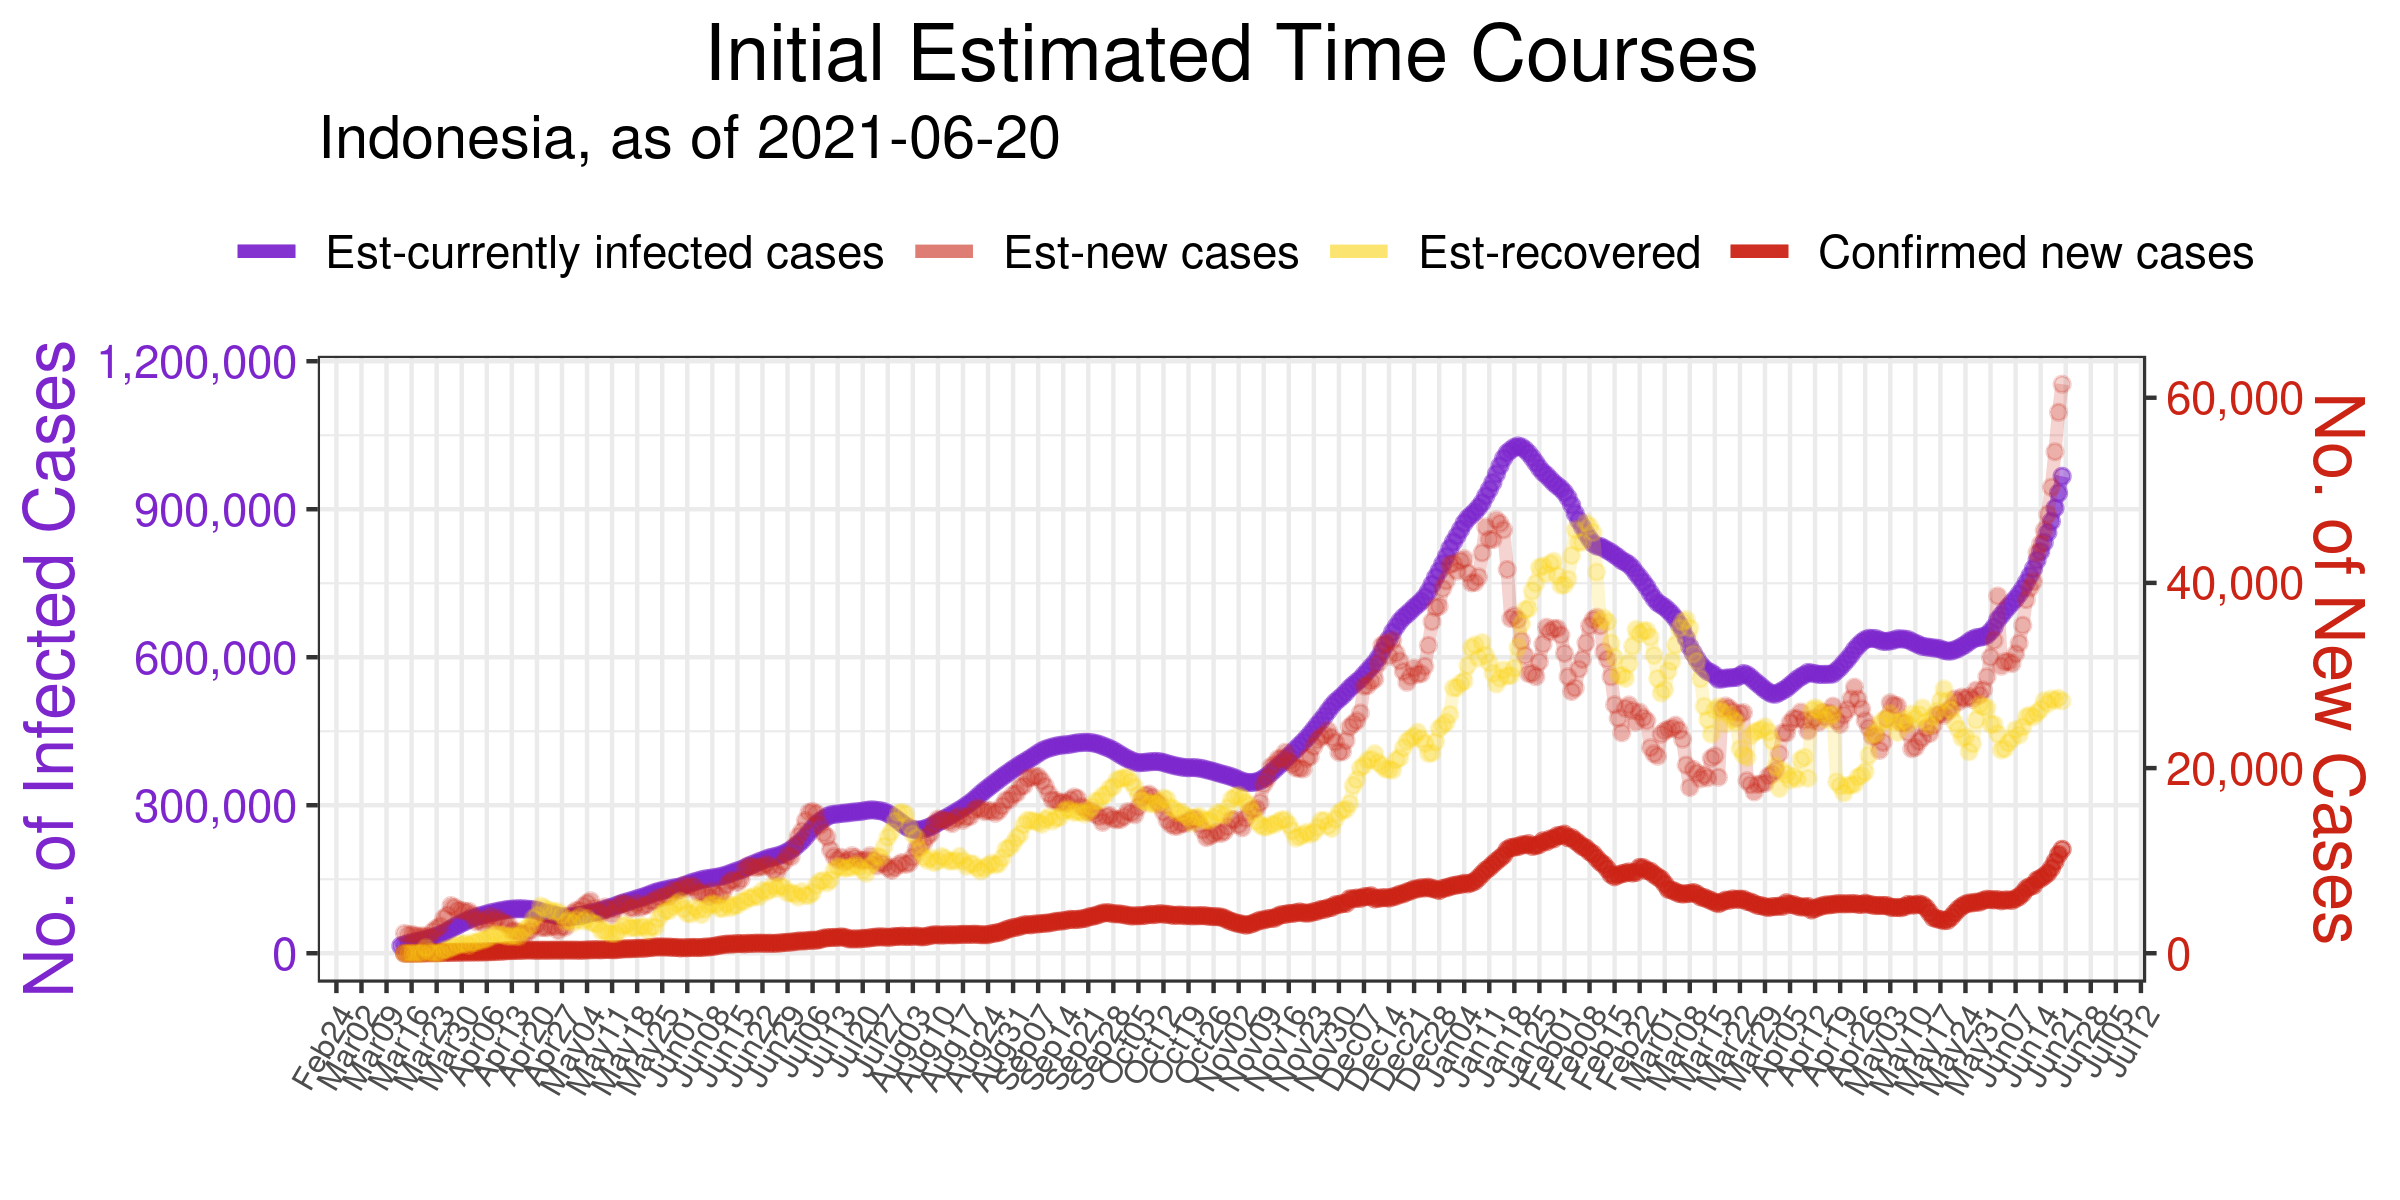 Initial Estimated Time Courses
Indonesia, as of 2021-06-20
Est-currently infected cases
Est-new cases
Est-recovered
Confirmed new cases
No. of Infected Cases
1,200,000
900,000
600,000
300,000
0
60,000
40,000
20,000
0
No. of New Cases
Feb24
Mar02
Mar09
Mar16
Mar23
Mar30
Apr06
Apr13
Apr20
Apr27
May04
May11
May18
May25
Jun01
Jun08
Jun15
Jun22
Jun29
Jul06
Jul13
Jul20
Jul27
Aug03
Aug10
Aug17
Aug24
Aug31
Sep07
Sep14
Sep21
Sep28
Oct05
Oct12
Oct19
Oct26
Nov02
Nov09
Nov16
Nov23
Nov30
Dec07
Dec14
Dec21
Dec28
Jan04
Jan11
Jan18
Jan25
Feb01
Feb08
Feb15
Feb22
Mar01
Mar08
Mar15
Mar22
Mar29
Apr05
Apr12
Apr19
Apr26
May03
May10
May17
May24
May31
Jun07
Jun14
Jun21
Jun28
Jul05
Jul12